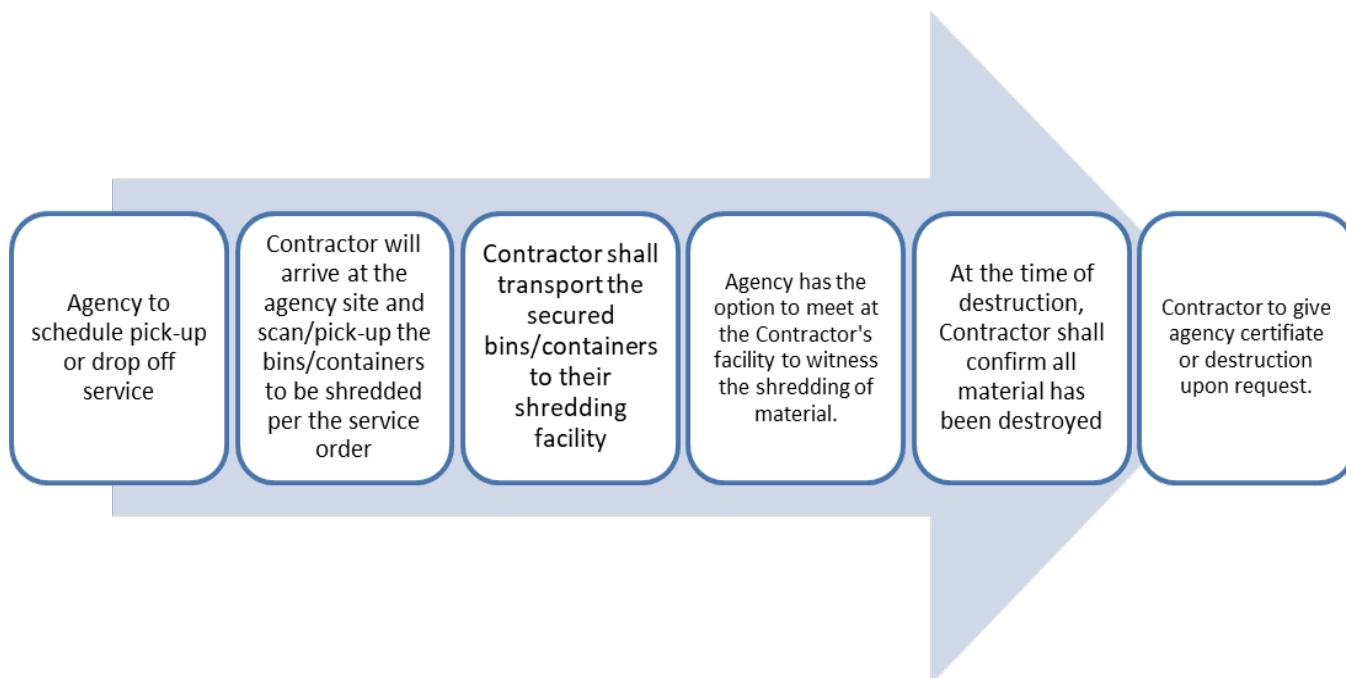 Agency to
schedule pick-up
or drop off
service
Contractor will
arrive at the
agency site and
scan/pick-up the
bins/containers
to be shredded
per the service
order
Contractor shall
transport the
secured
bins/containers
to their
shredding
facility
Agency has the
option to meet at
the Contractor's
facility to witness
the shredding of
material.
At the time of
destruction,
Contractor shall
confirm all
material has
been destroyed
Contractor to give
agency certifiate
or destruction
upon request.